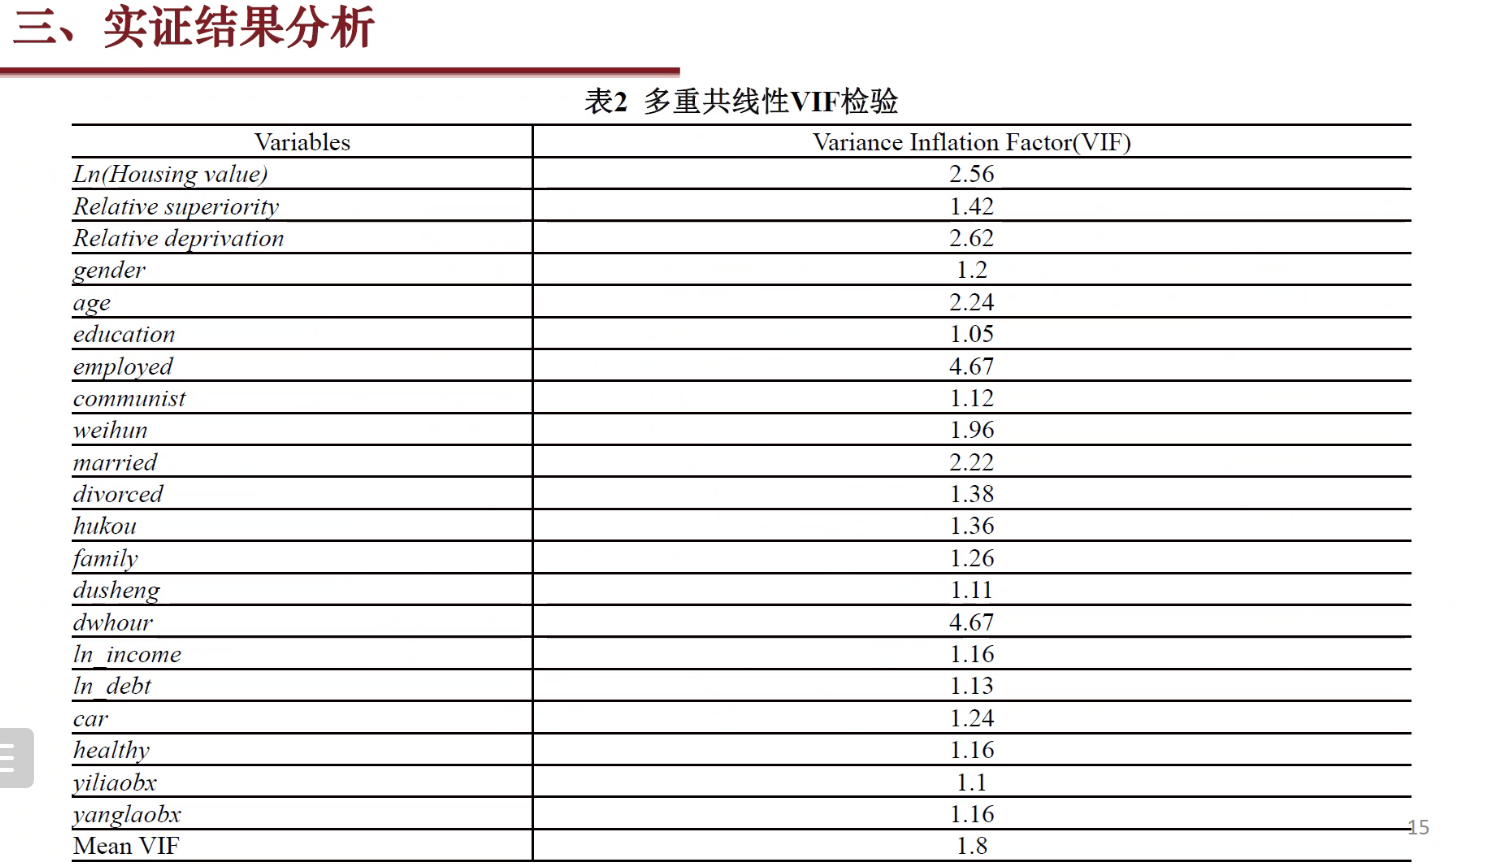 三、实证结果分析
表2 多重共线性VIF检验
Variables Variance Inflation Factor(VIF)
Ln(Housing value) 2.56
Relative superiority 1.42
Relative deprivation 2.62
gender 1.2
age 2.24
education 1.05
employed 4.67
communist 1.12
weihun 1.96
married 2.22
divorced 1.38
hukou 1.36
family 1.26
dusheng 1.11
dwhour 4.67
ln_income 1.16
ln_debt 1.13
car 1.24
healthy 1.16
yiliaobx 1.1
yanglaobx 1.16
Mean VIF 1.8
15